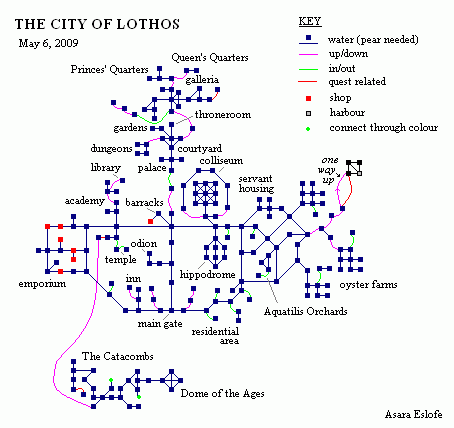 THE CITY OF LOTHOS
May 6, 2009
KEY
water (pear needed)
up/down
in/out
quest related
shop
harbour
connect through colour
Queen's Quarters
Princes' Quarters
galleria
throneroom
gardens
courtyard
dungeons
colliseum
library
palace
servant
housing
one
way
up
academy
barracks
temple
odion
emporium
hippodrome
inn
oyster farms
Aquatilis Orchards
main gate
residential
area
The Catacombs
Dome of the Ages
Asara Eslofe